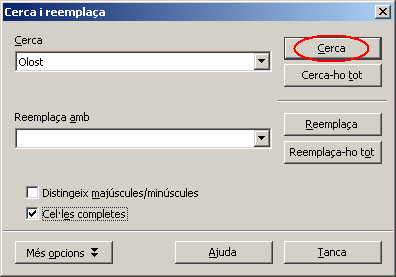 Cerca i reemplaça
Cerca
Olost
Cerca
Cerca-ho tot
Reemplaça amb
Reemplaça
Reemplaça-ho tot
Distingeix majúscules/minúscules
Cel·les completes
Més opcions
Ajuda
Tanca